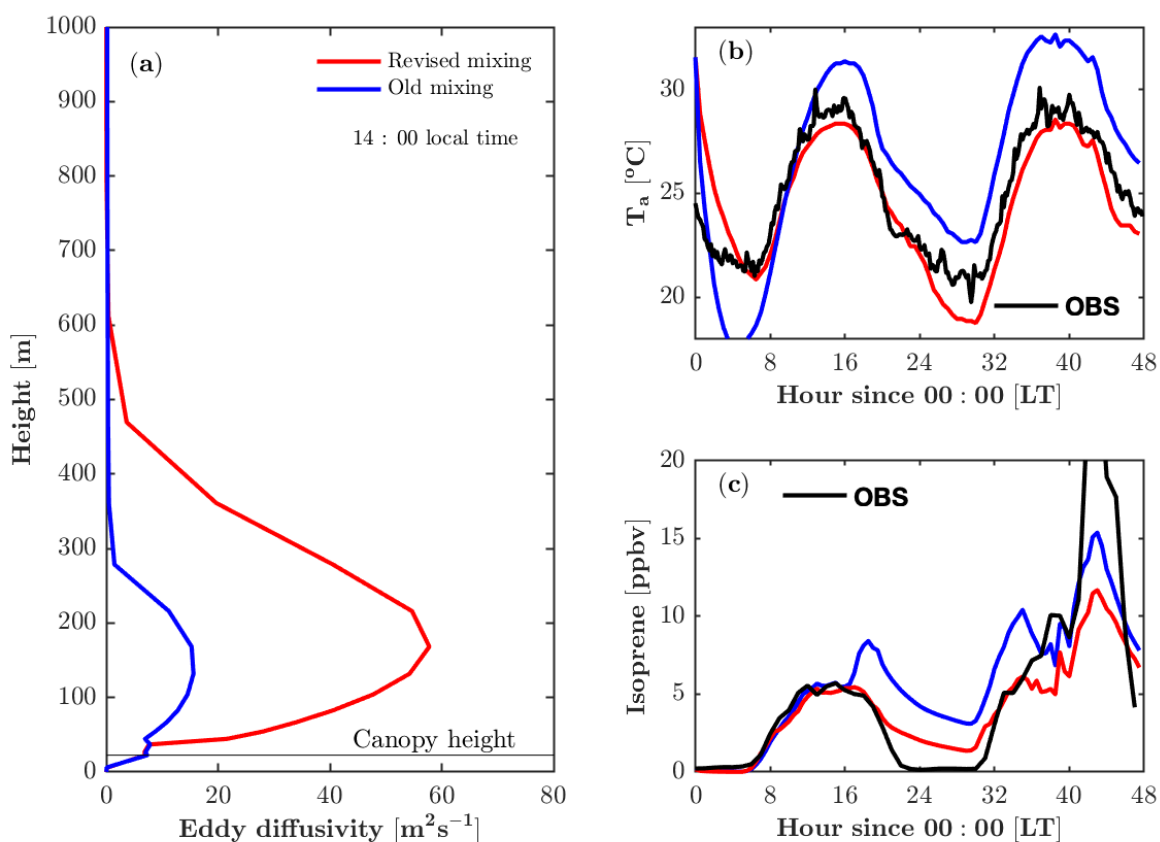 (a)
Revised mixing
Old mixing
14 : 00 local time
Canopy height
1000
900
800
700
600
500
400
300
200
100
0
Height [m]
0 20 40 60 80
Eddy diffusivity [m²s⁻¹]
(b)
30
25
20
Tₐ [°C]
OBS
0 8 16 24 32 40 48
Hour since 00 : 00 [LT]
(c)
OBS
20
15
10
5
0
Isoprene [ppbv]
0 8 16 24 32 40 48
Hour since 00 : 00 [LT]